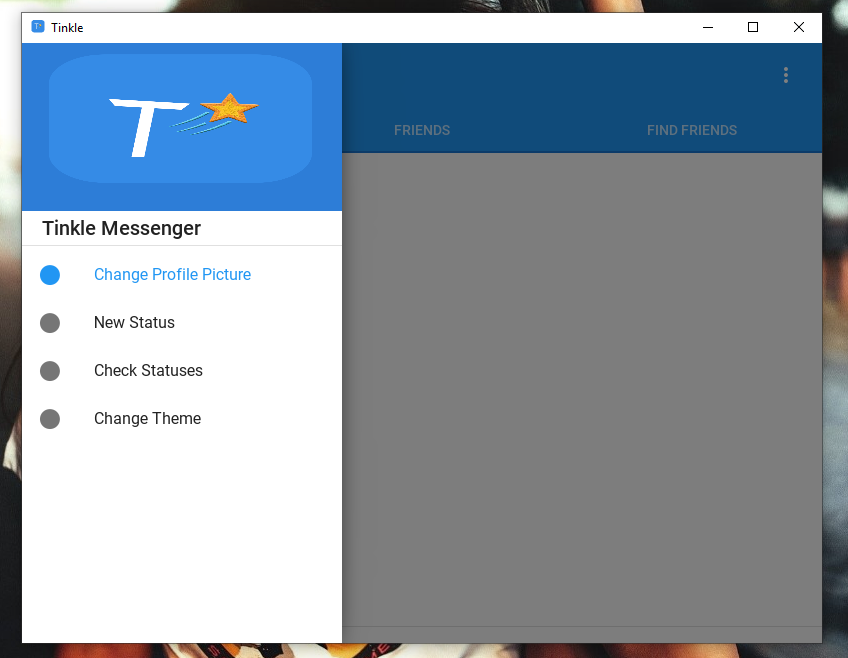 Tinkle
T
FRIENDS
FIND FRIENDS
Tinkle Messenger
Change Profile Picture
New Status
Check Statuses
Change Theme